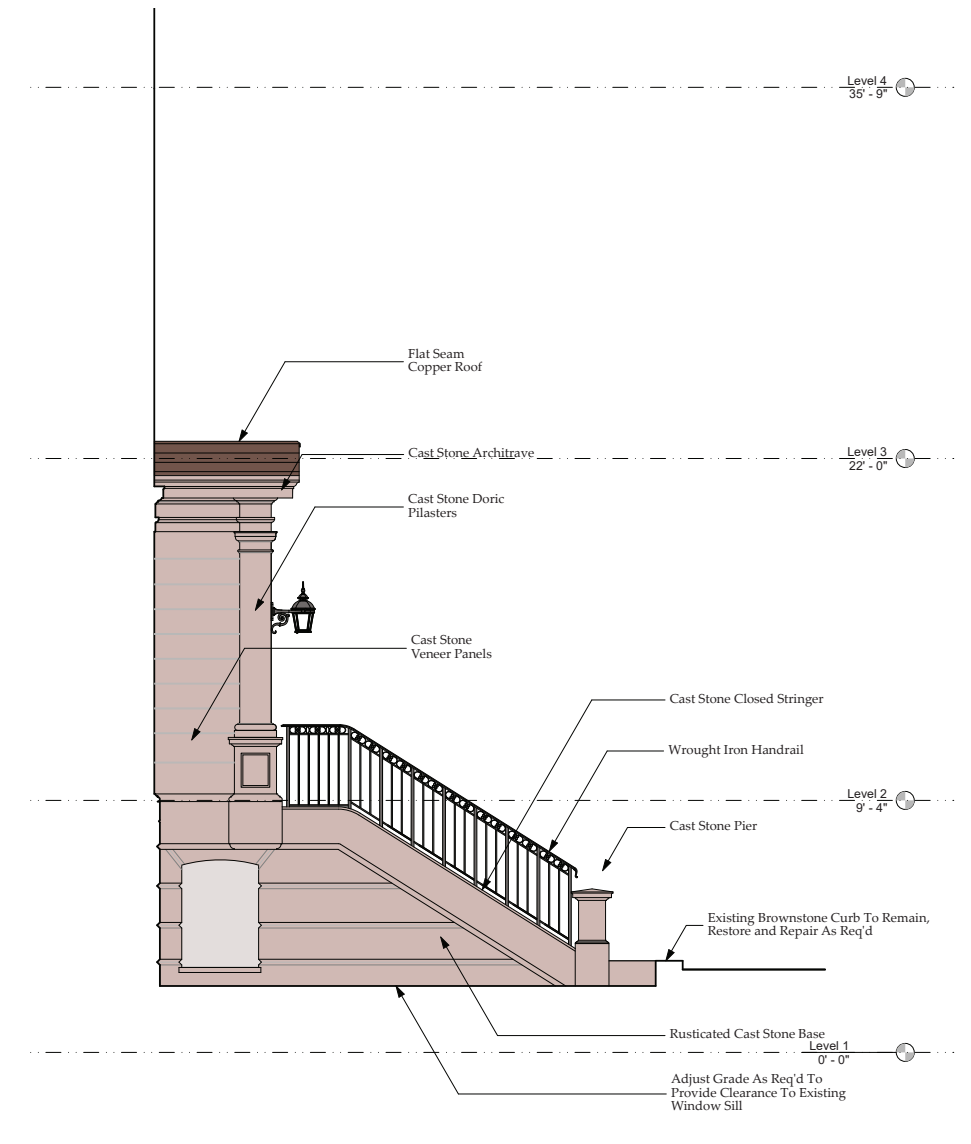 Level 4
35' - 9"
Flat Seam
Copper Roof
Cast Stone Architrave
Level 3
22' - 0"
Cast Stone Doric
Pilasters
Cast Stone
Veneer Panels
Cast Stone Closed Stringer
Wrought Iron Handrail
Level 2
9' - 4"
Cast Stone Pier
Existing Brownstone Curb To Remain,
Restore and Repair As Req'd
Rusticated Cast Stone Base
Level 1
0' - 0"
Adjust Grade As Req'd To
Provide Clearance To Existing
Window Sill